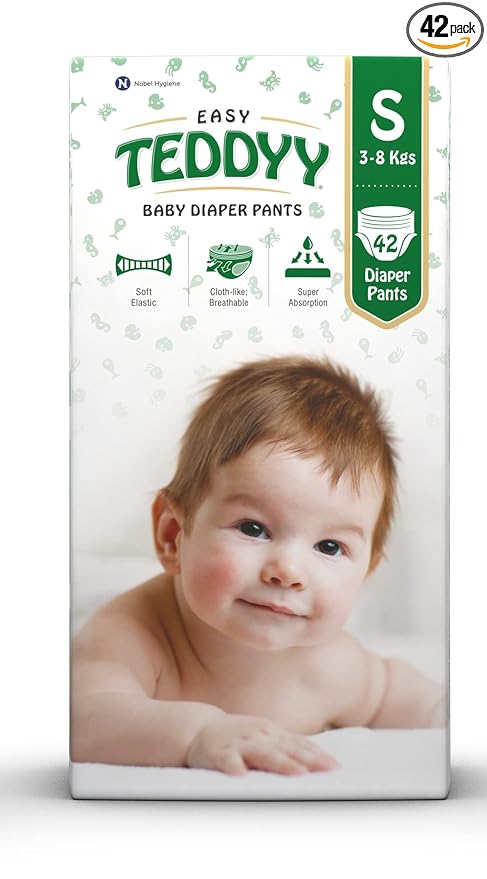 42 pack
N Nobel Hygiene
EASY
TEDDYY®
BABY DIAPER PANTS
S
3-8 Kgs
42
Diaper
Pants
Soft
Elastic
Cloth-like;
Breathable
Super
Absorption